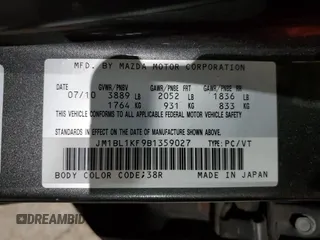 MFD. BY MAZDA MOTOR CORPORATION
GVWR/PNBV GAWR/PNBE FRT GAWR/PNBE RR
07/10 3889 LB 2052 LB 1836 LB
1764 KG 931 KG 833 KG
THIS VEHICLE CONFORMS TO ALL APPLICABLE
FEDERAL MOTOR VEHICLE SAFETY
STANDARDS IN EFFECT ON DATE OF MANUFACTURE SHOWN ABOVE.
JM1BL1KF9B1359027 TYPE:PC/VT
BODY COLOR CODE:38R MADE IN JAPAN
DREAMBID